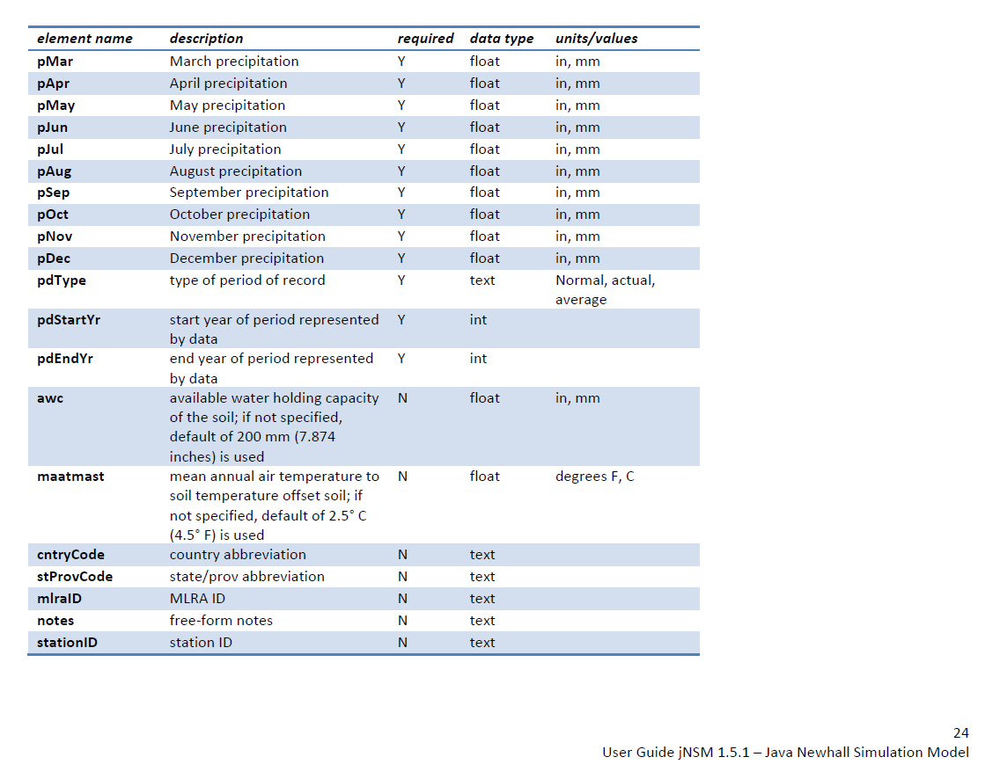 element name description required data type units/values
pMar March precipitation Y float in, mm
pApr April precipitation Y float in, mm
pMay May precipitation Y float in, mm
pJun June precipitation Y float in, mm
pJul July precipitation Y float in, mm
pAug August precipitation Y float in, mm
pSep September precipitation Y float in, mm
pOct October precipitation Y float in, mm
pNov November precipitation Y float in, mm
pDec December precipitation Y float in, mm
pdType type of period of record Y text Normal, actual,
average
pdStartYr start year of period represented Y int
by data
pdEndYr end year of period represented Y int
by data
awc available water holding capacity N float in, mm
of the soil; if not specified,
default of 200 mm (7.874
inches) is used
maatmast mean annual air temperature to N float degrees F, C
soil temperature offset soil; if
not specified, default of 2.5° C
(4.5° F) is used
cntryCode country abbreviation N text
stProvCode state/prov abbreviation N text
mlraID MLRA ID N text
notes free-form notes N text
stationID station ID N text
24
User Guide jNSM 1.5.1 – Java Newhall Simulation Model